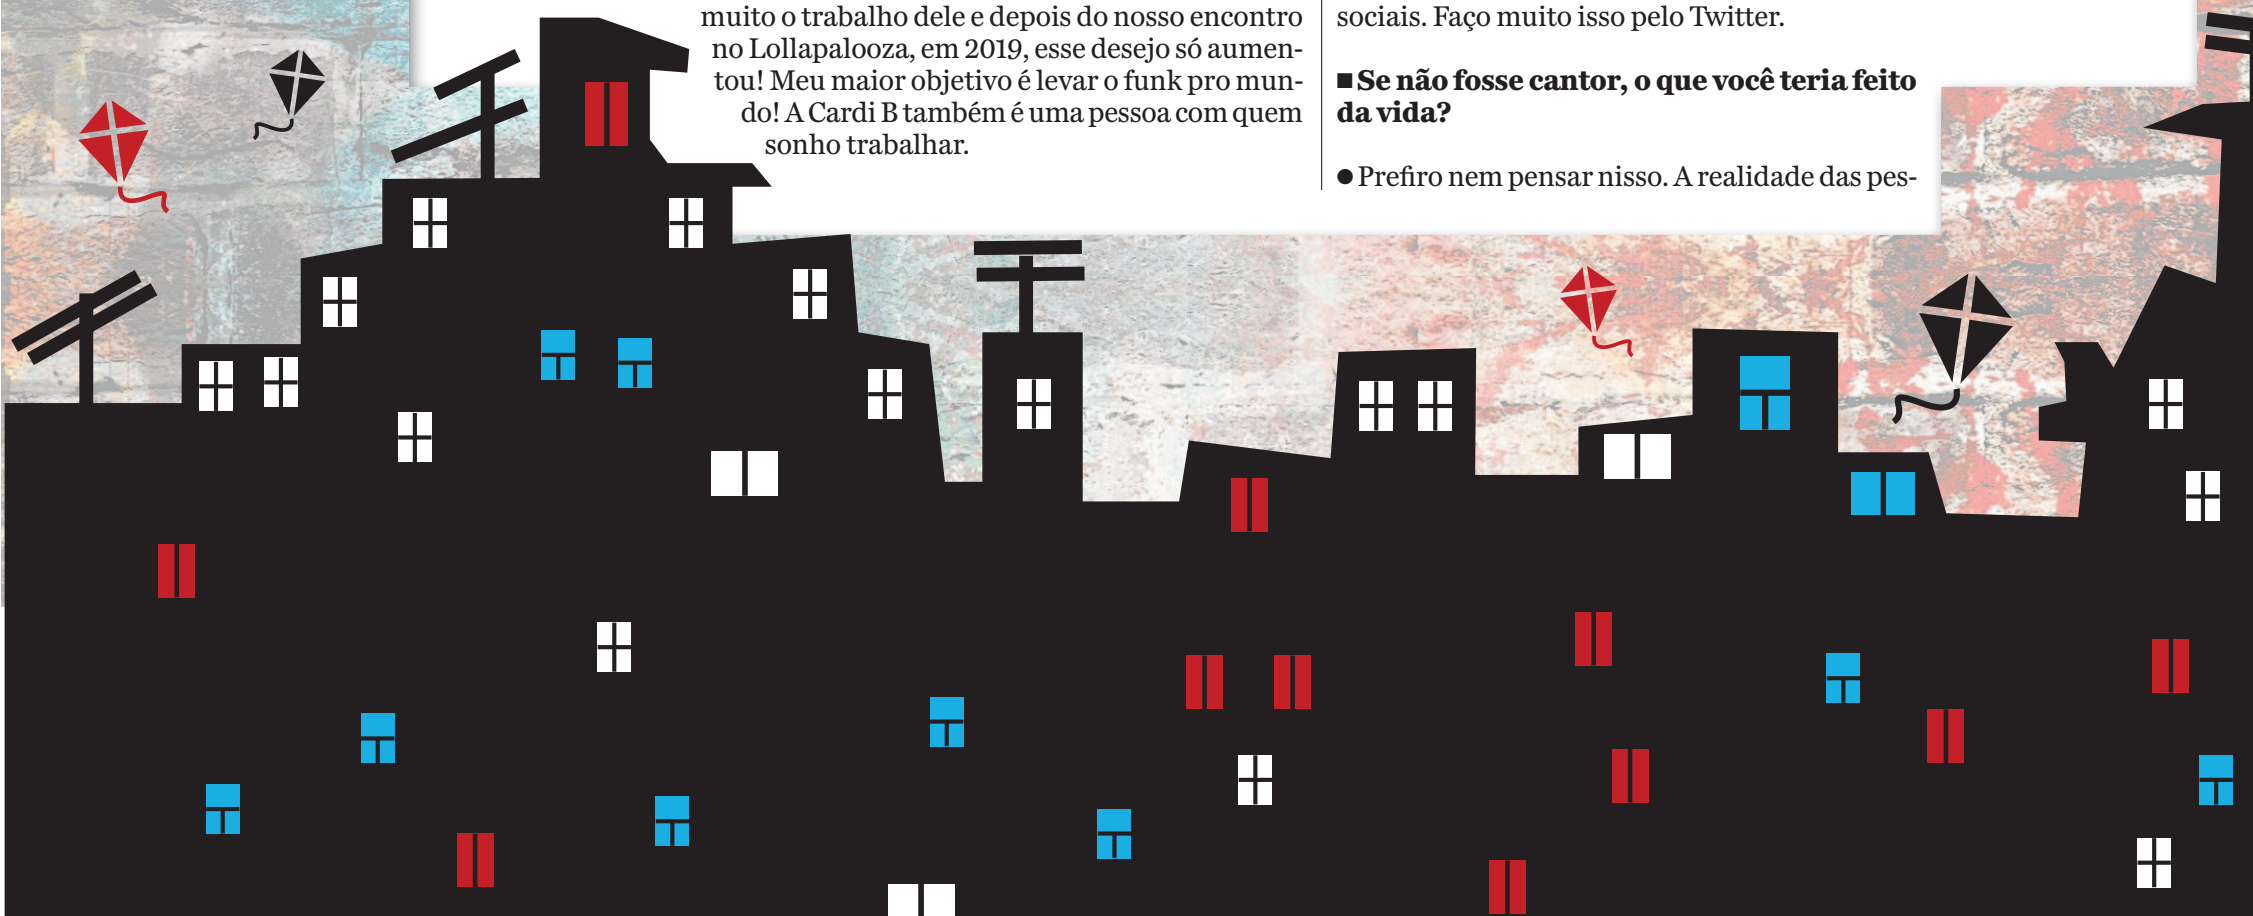 muito o trabalho dele e depois do nosso encontro
no Lollapalooza, em 2019, esse desejo só aumen-
tou! Meu maior objetivo é levar o funk pro mun-
do! A Cardi B também é uma pessoa com quem
sonho trabalhar.
sociais. Faço muito isso pelo Twitter.
■ Se não fosse cantor, o que você teria feito
da vida?
● Prefiro nem pensar nisso. A realidade das pes-